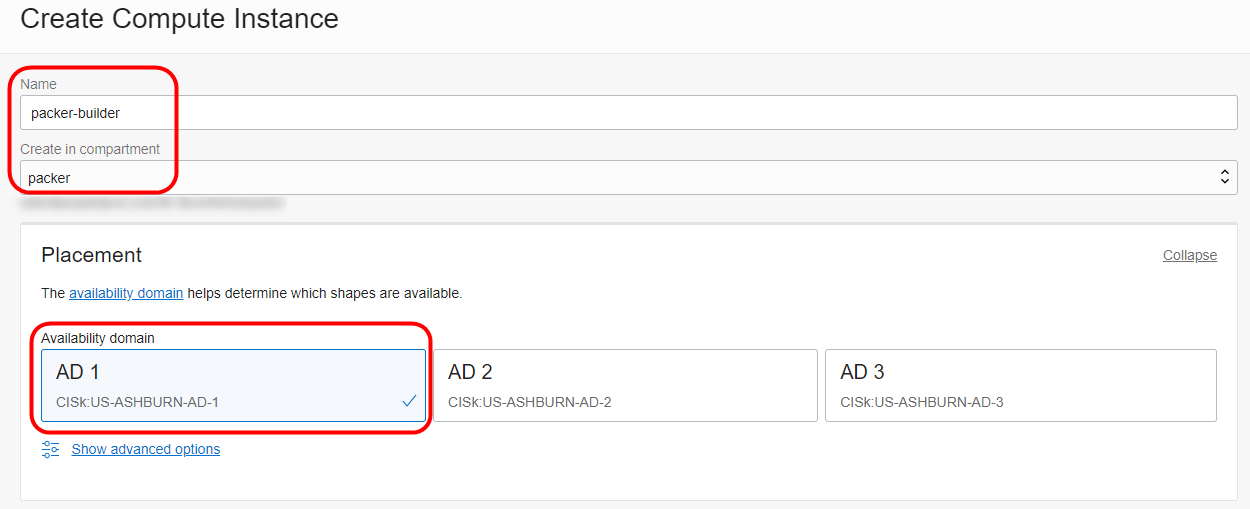 Create Compute Instance
Name
packer-builder
Create in compartment
packer
Placement
Collapse
The availability domain helps determine which shapes are available.
Availability domain
AD 1
AD 2
AD 3
CISk:US-ASHBURN-AD-1
CISk:US-ASHBURN-AD-2
CISk:US-ASHBURN-AD-3
Show advanced options